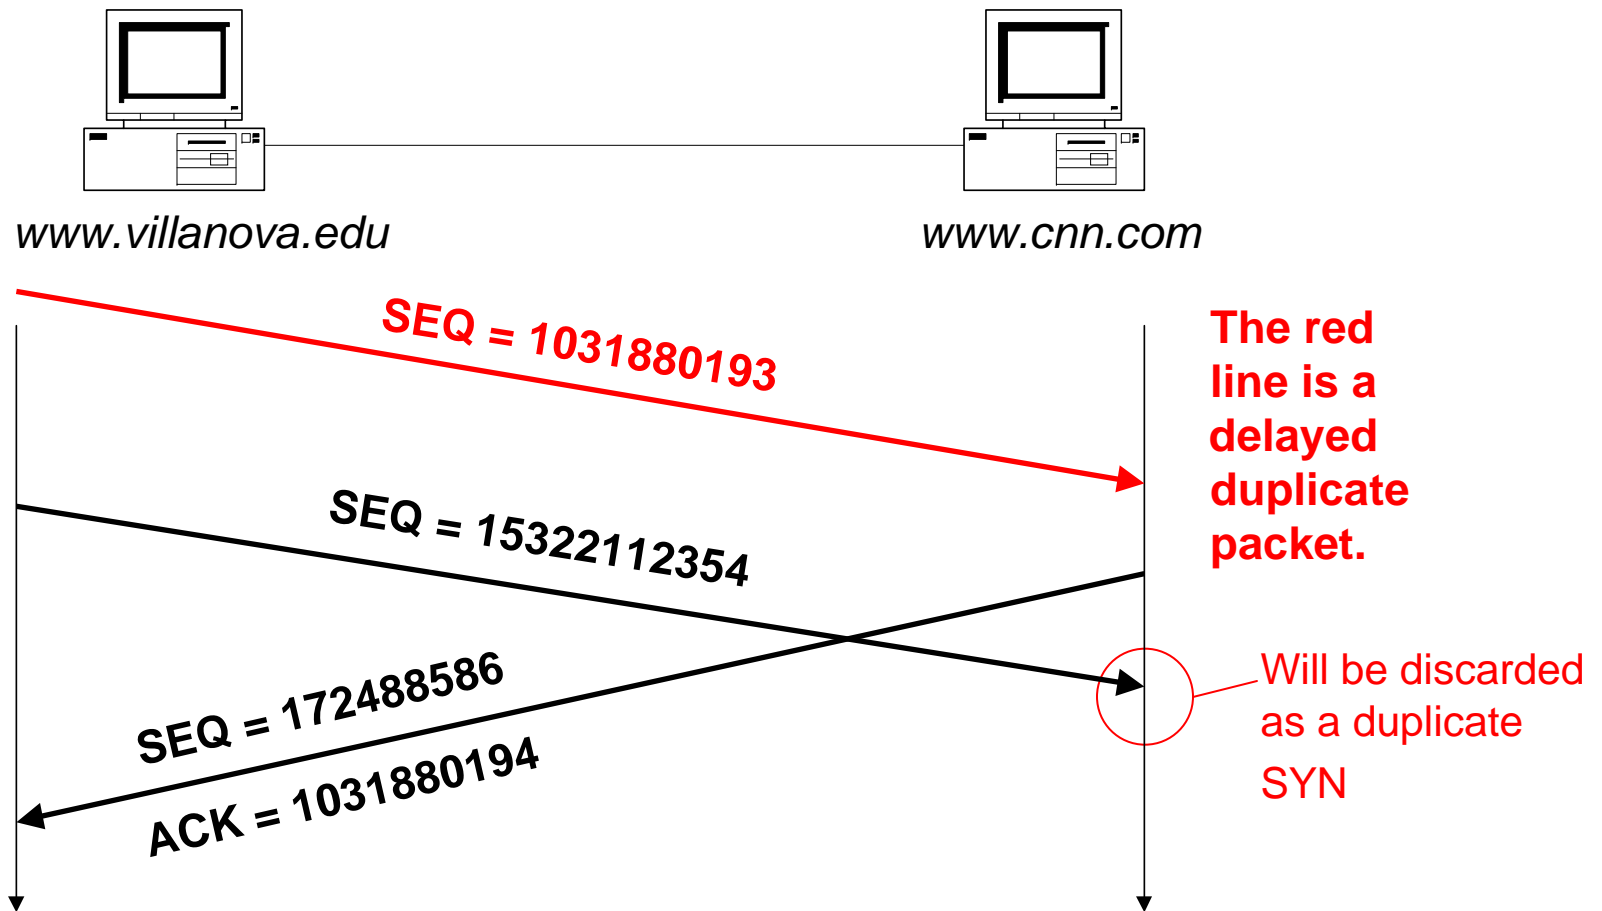 www.villanova.edu
www.cnn.com
SEQ = 1031880193
The red
line is a
delayed
duplicate
packet.
SEQ = 15322112354
SEQ = 172488586
ACK = 1031880194
Will be discarded
as a duplicate
SYN